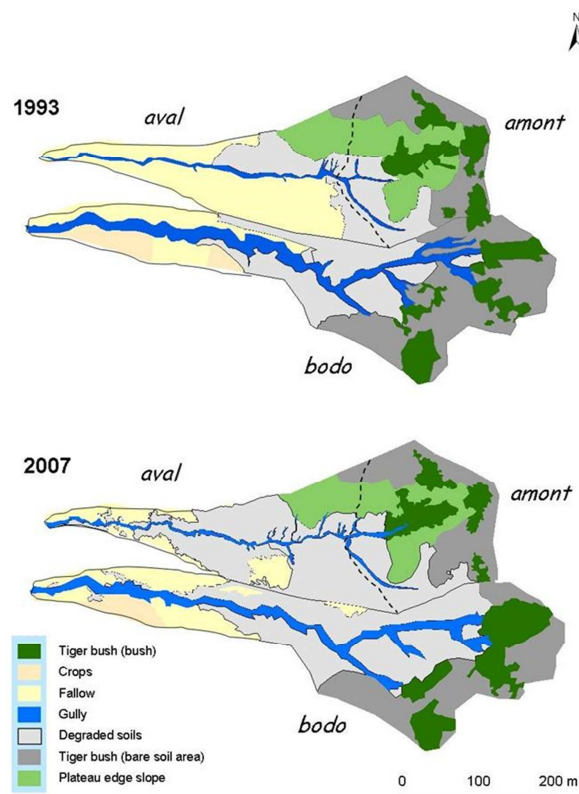 N
1993
aval
amont
bodo
2007
aval
amont
bodo
Tiger bush (bush)
Crops
Fallow
Gully
Degraded soils
Tiger bush (bare soil area)
Plateau edge slope
0 100 200 m